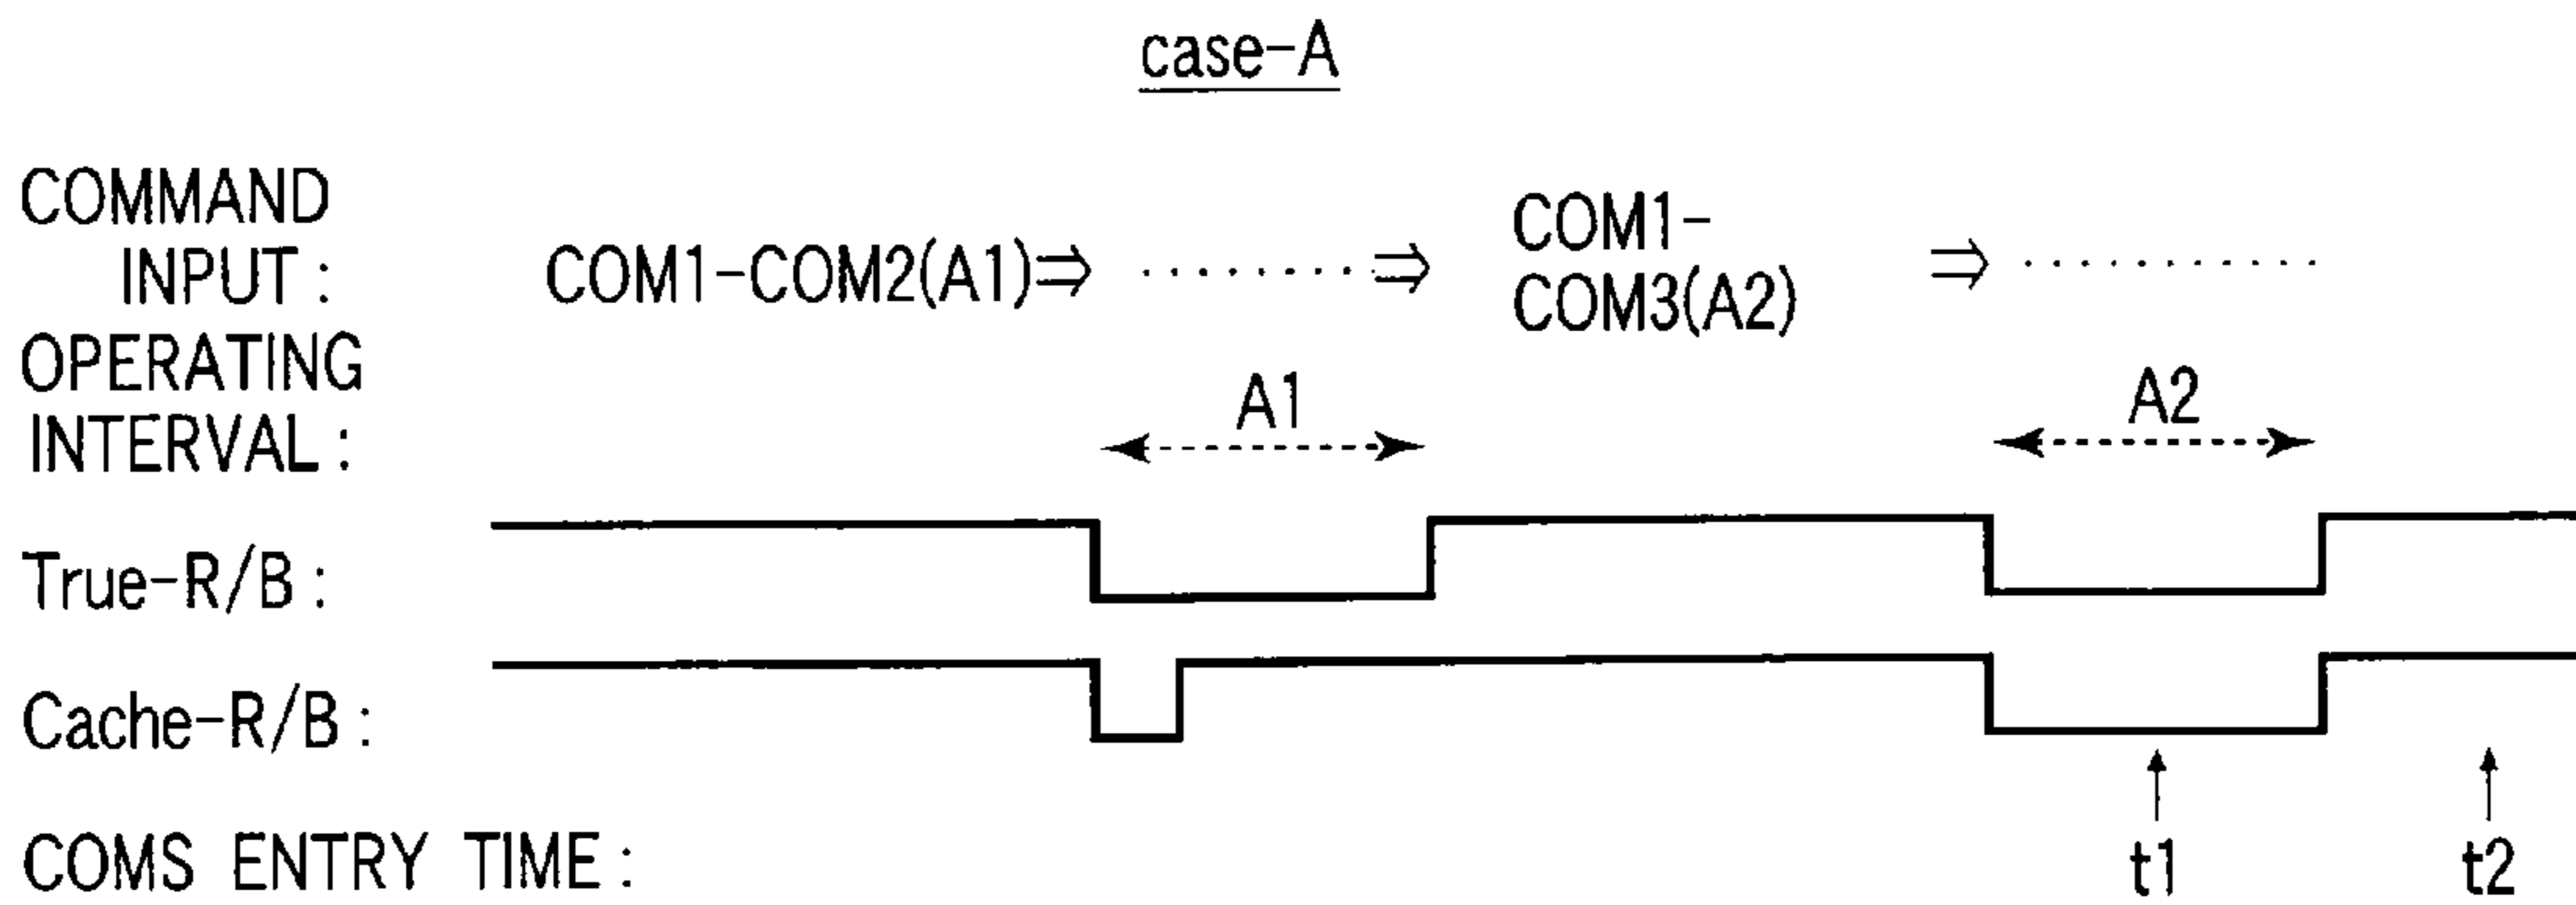 case-A
COMMAND
INPUT :
COM1-COM2(A1)⇒ ·········⇒ COM1- ⇒ ··········
COM3(A2)
OPERATING
INTERVAL :
A1
A2
True-R/B :
Cache-R/B :
COMS ENTRY TIME :
t1
t2